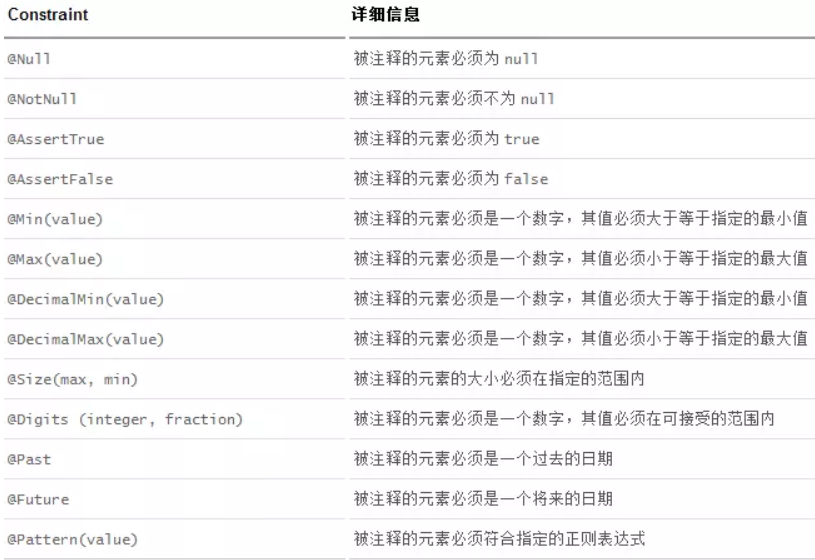 Constraint 详细信息
@Null 被注释的元素必须为 null
@NotNull 被注释的元素必须不为 null
@AssertTrue 被注释的元素必须为 true
@AssertFalse 被注释的元素必须为 false
@Min(value) 被注释的元素必须是一个数字，其值必须大于等于指定的最小值
@Max(value) 被注释的元素必须是一个数字，其值必须小于等于指定的最大值
@DecimalMin(value) 被注释的元素必须是一个数字，其值必须大于等于指定的最小值
@DecimalMax(value) 被注释的元素必须是一个数字，其值必须小于等于指定的最大值
@Size(max, min) 被注释的元素的大小必须在指定的范围内
@Digits (integer, fraction) 被注释的元素必须是一个数字，其值必须在可接受的范围内
@Past 被注释的元素必须是一个过去的日期
@Future 被注释的元素必须是一个将来的日期
@Pattern(value) 被注释的元素必须符合指定的正则表达式